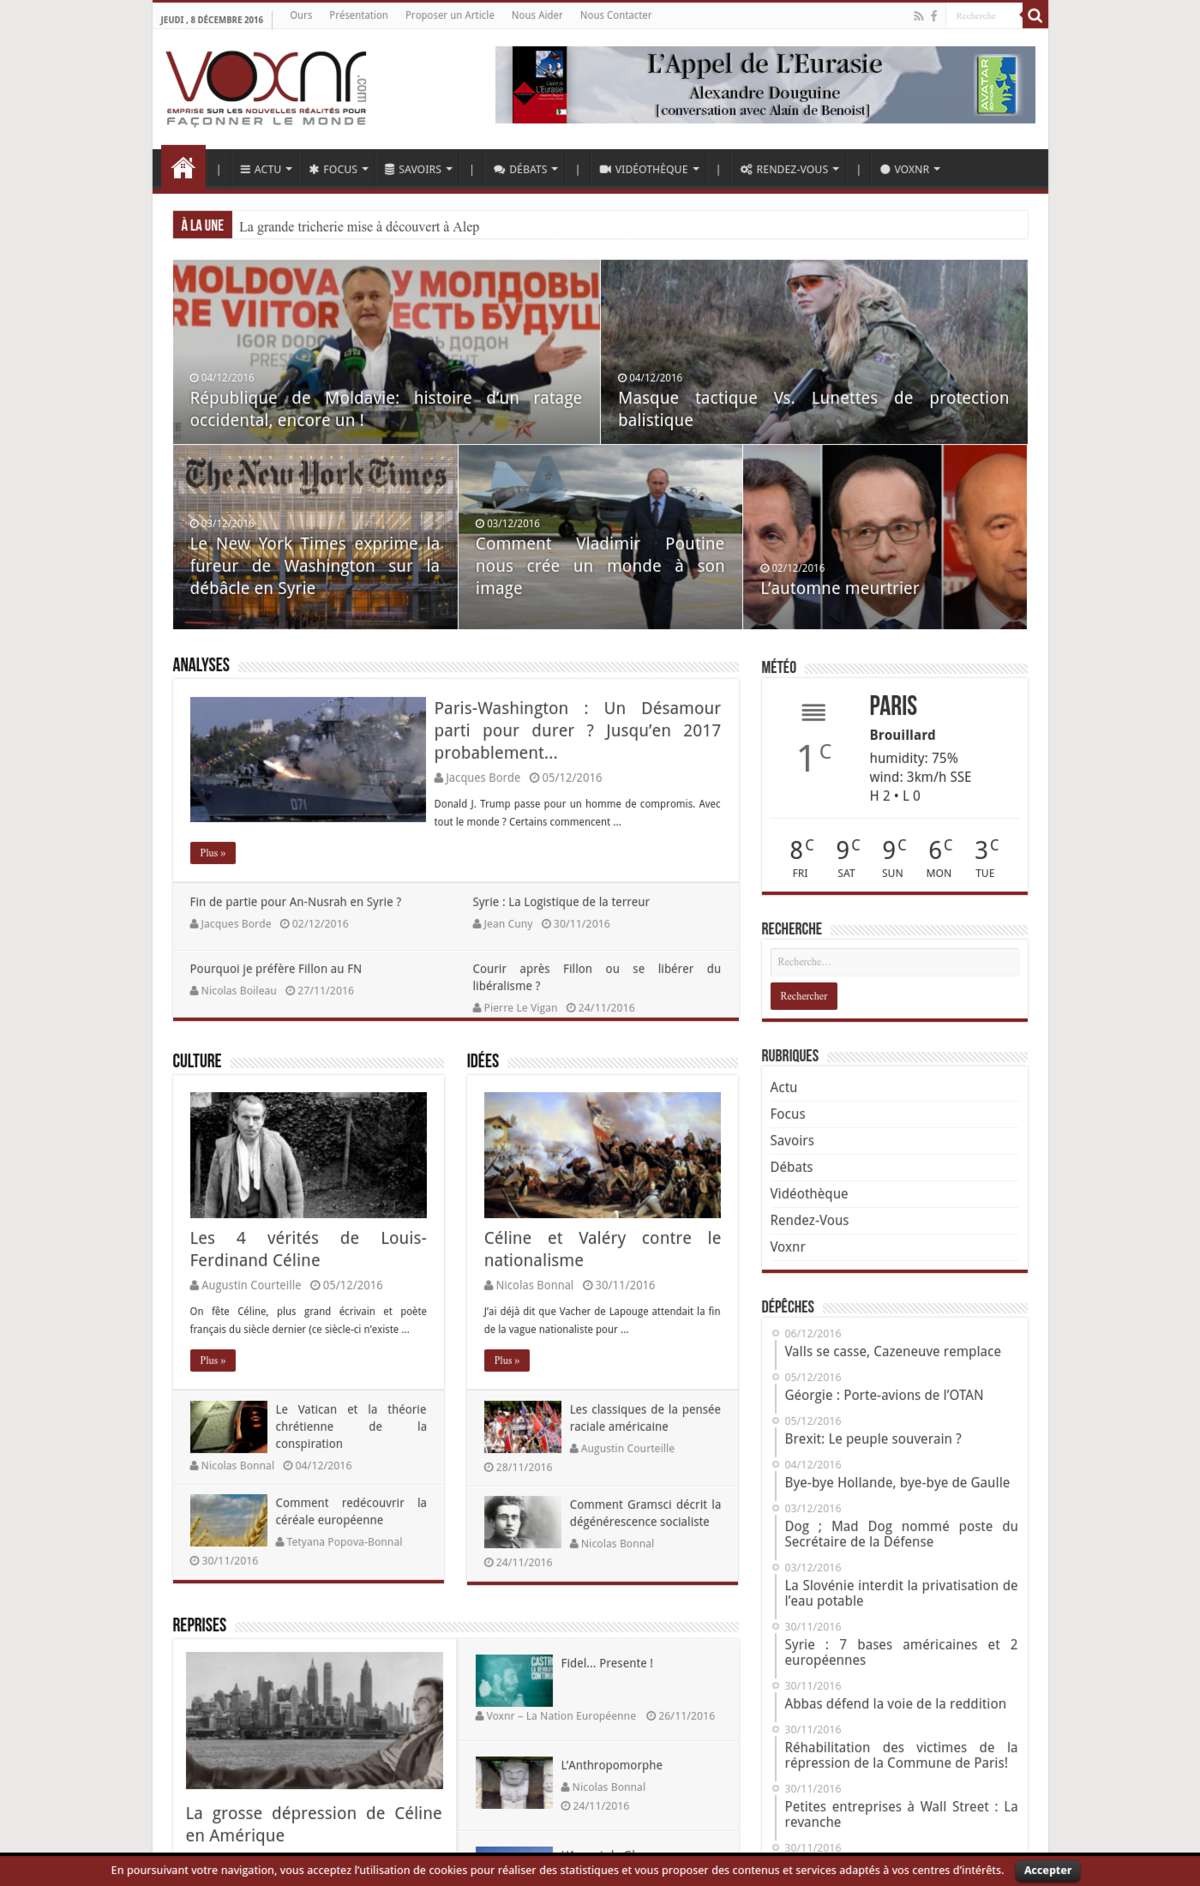 JEUDI , 8 DÉCEMBRE 2016
Ours
Présentation
Proposer un Article
Nous Aider
Nous Contacter
Recherche
VOXNR.com
EMPRISE SUR LES NOUVELLES RÉALITÉS POUR
FAÇONNER LE MONDE
L'Appel de L'Eurasie
Alexandre Douguine
[conversation avec Alain de Benoist]
AVATAR
| ACTU FOCUS SAVOIRS | DÉBATS | VIDÉOTHÈQUE | RENDEZ-VOUS | VOXNR
À LA UNE
La grande tricherie mise à découvert à Alep
MOLDOVA
RE VIITOR
У МОЛДОВЫ
ЕСТЬ БУДУЩ
IGOR DODON
04/12/2016
République de Moldavie: histoire d'un ratage
occidental, encore un !
04/12/2016
Masque tactique Vs. Lunettes de protection
balistique
The New York Times
03/12/2016
Le New York Times exprime la
fureur de Washington sur la
débâcle en Syrie
03/12/2016
Comment Vladimir Poutine
nous crée un monde à son
image
02/12/2016
L'automne meurtrier
ANALYSES
071
Paris-Washington : Un Désamour
parti pour durer ? Jusqu'en 2017
probablement…
Jacques Borde 05/12/2016
Donald J. Trump passe pour un homme de compromis. Avec
tout le monde ? Certains commencent ...
Plus »
Fin de partie pour An-Nusrah en Syrie ?
Jacques Borde 02/12/2016
Syrie : La Logistique de la terreur
Jean Cuny 30/11/2016
Pourquoi je préfère Fillon au FN
Nicolas Boileau 27/11/2016
Courir après Fillon ou se libérer du
libéralisme ?
Pierre Le Vigan 24/11/2016
MÉTÉO
PARIS
Brouillard
1 C
humidity: 75%
wind: 3km/h SSE
H 2 • L 0
8C 9C 9C 6C 3C
FRI SAT SUN MON TUE
RECHERCHE
Recherche…
Rechercher
RUBRIQUES
Actu
Focus
Savoirs
Débats
Vidéothèque
Rendez-Vous
Voxnr
CULTURE
Les 4 vérités de Louis-
Ferdinand Céline
Augustin Courteille 05/12/2016
On fête Céline, plus grand écrivain et poète
français du siècle dernier (ce siècle-ci n'existe ...
Plus »
Le Vatican et la théorie
chrétienne de la
conspiration
Nicolas Bonnal 04/12/2016
Comment redécouvrir la
céréale européenne
Tetyana Popova-Bonnal
30/11/2016
IDÉES
Céline et Valéry contre le
nationalisme
Nicolas Bonnal 30/11/2016
J'ai déjà dit que Vacher de Lapouge attendait la fin
de la vague nationaliste pour ...
Plus »
Les classiques de la pensée
raciale américaine
Augustin Courteille
28/11/2016
Comment Gramsci décrit la
dégénérescence socialiste
Nicolas Bonnal
24/11/2016
DÉPÊCHES
06/12/2016
Valls se casse, Cazeneuve remplace
05/12/2016
Géorgie : Porte-avions de l'OTAN
05/12/2016
Brexit: Le peuple souverain ?
04/12/2016
Bye-bye Hollande, bye-bye de Gaulle
03/12/2016
Dog ; Mad Dog nommé poste du
Secrétaire de la Défense
03/12/2016
La Slovénie interdit la privatisation de
l'eau potable
30/11/2016
Syrie : 7 bases américaines et 2
européennes
30/11/2016
Abbas défend la voie de la reddition
30/11/2016
Réhabilitation des victimes de la
répression de la Commune de Paris!
30/11/2016
Petites entreprises à Wall Street : La
revanche
30/11/2016
REPRISES
La grosse dépression de Céline
en Amérique
Fidel… Presente !
Voxnr – La Nation Européenne 26/11/2016
L'Anthropomorphe
Nicolas Bonnal
24/11/2016
En poursuivant votre navigation, vous acceptez l'utilisation de cookies pour réaliser des statistiques et vous proposer des contenus et services adaptés à vos centres d'intérêts.
Accepter